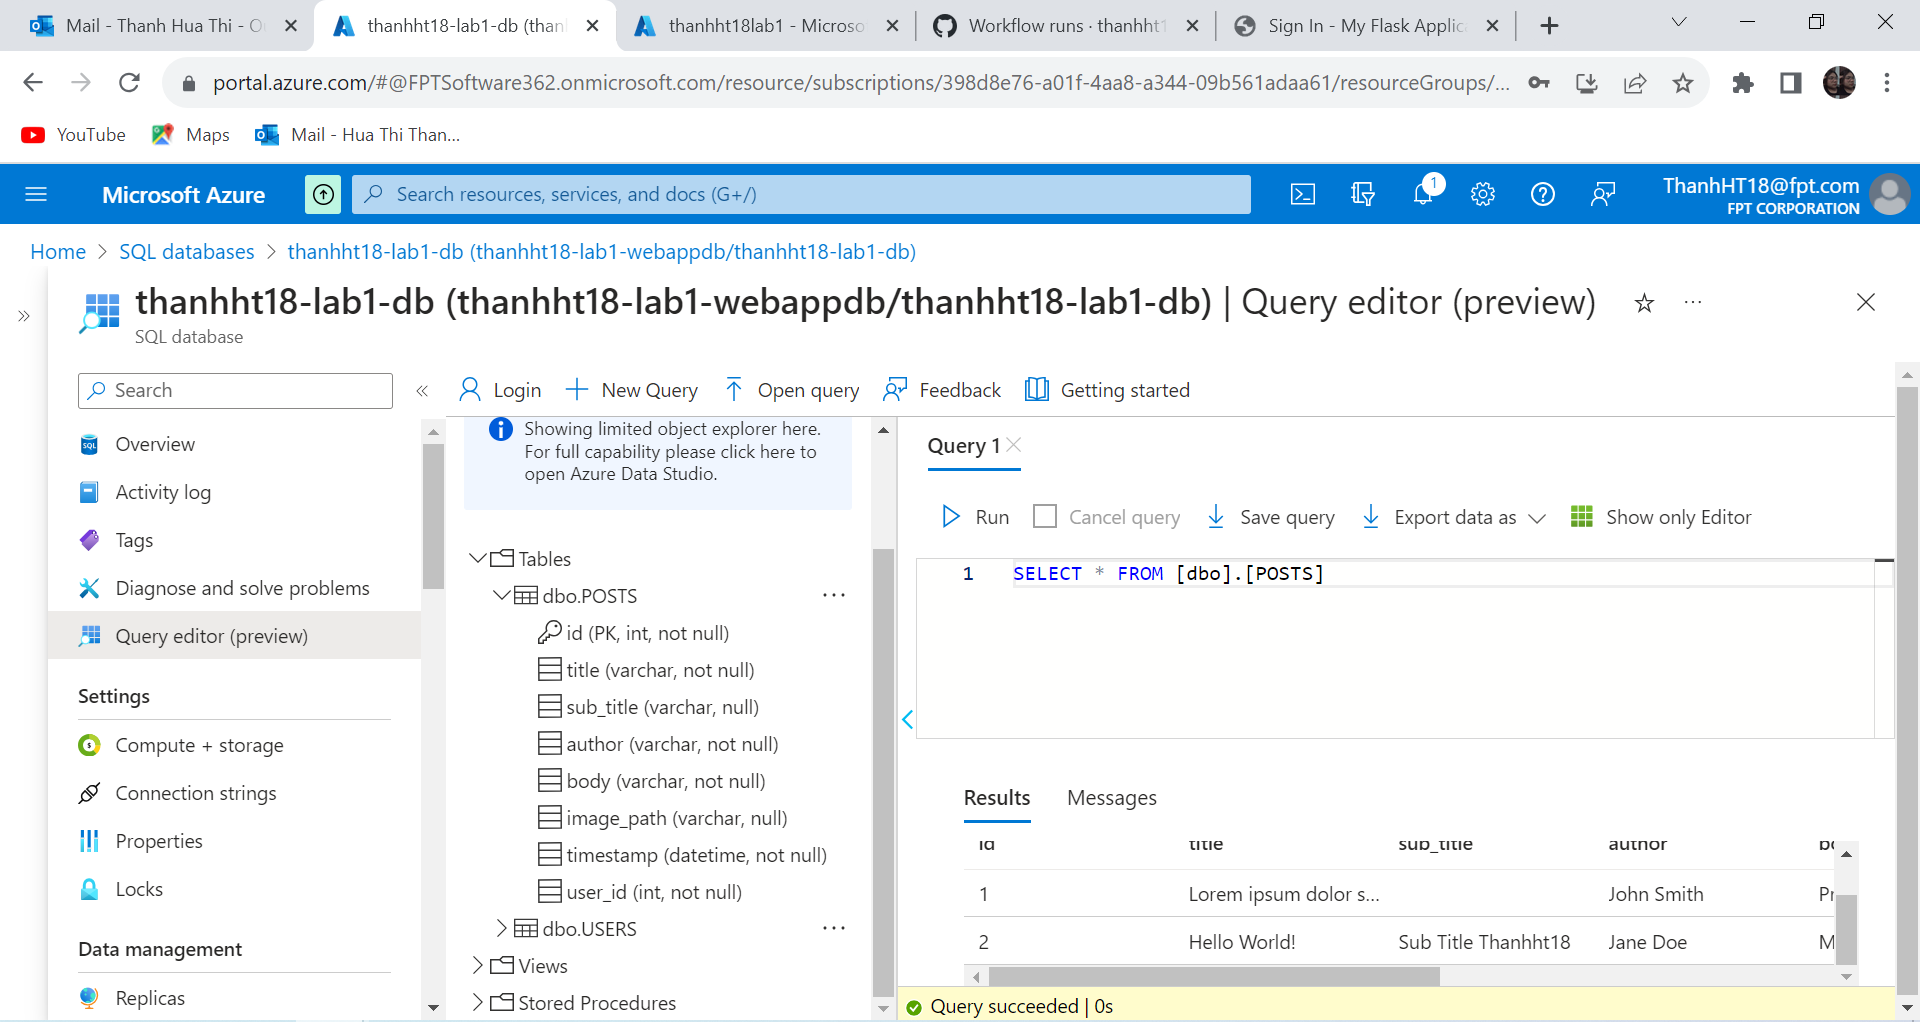 Mail - Thanh Hua Thi - O
thanhht18-lab1-db (than
thanhht18lab1 - Microso
Workflow runs · thanhht1
Sign In - My Flask Applic
portal.azure.com/#@FPTSoftware362.onmicrosoft.com/resource/subscriptions/398d8e76-a01f-4aa8-a344-09b561adaa61/resourceGroups/...
YouTube
Maps
Mail - Hua Thi Than...
Microsoft Azure
Search resources, services, and docs (G+/)
1
ThanhHT18@fpt.com
FPT CORPORATION
Home > SQL databases > thanhht18-lab1-db (thanhht18-lab1-webappdb/thanhht18-lab1-db)
thanhht18-lab1-db (thanhht18-lab1-webappdb/thanhht18-lab1-db) | Query editor (preview)
SQL database
Search
Overview
Activity log
Tags
Diagnose and solve problems
Query editor (preview)
Settings
Compute + storage
Connection strings
Properties
Locks
Data management
Replicas
Login
New Query
Open query
Feedback
Getting started
Showing limited object explorer here.
For full capability please click here to
open Azure Data Studio.
Tables
dbo.POSTS
id (PK, int, not null)
title (varchar, not null)
sub_title (varchar, null)
author (varchar, not null)
body (varchar, not null)
image_path (varchar, null)
timestamp (datetime, not null)
user_id (int, not null)
dbo.USERS
Views
Stored Procedures
Query 1
Run
Cancel query
Save query
Export data as
Show only Editor
1 SELECT * FROM [dbo].[POSTS]
Results
Messages
id title sub_title author bo
1 Lorem ipsum dolor s... John Smith Pr
2 Hello World! Sub Title Thanhht18 Jane Doe M
Query succeeded | 0s